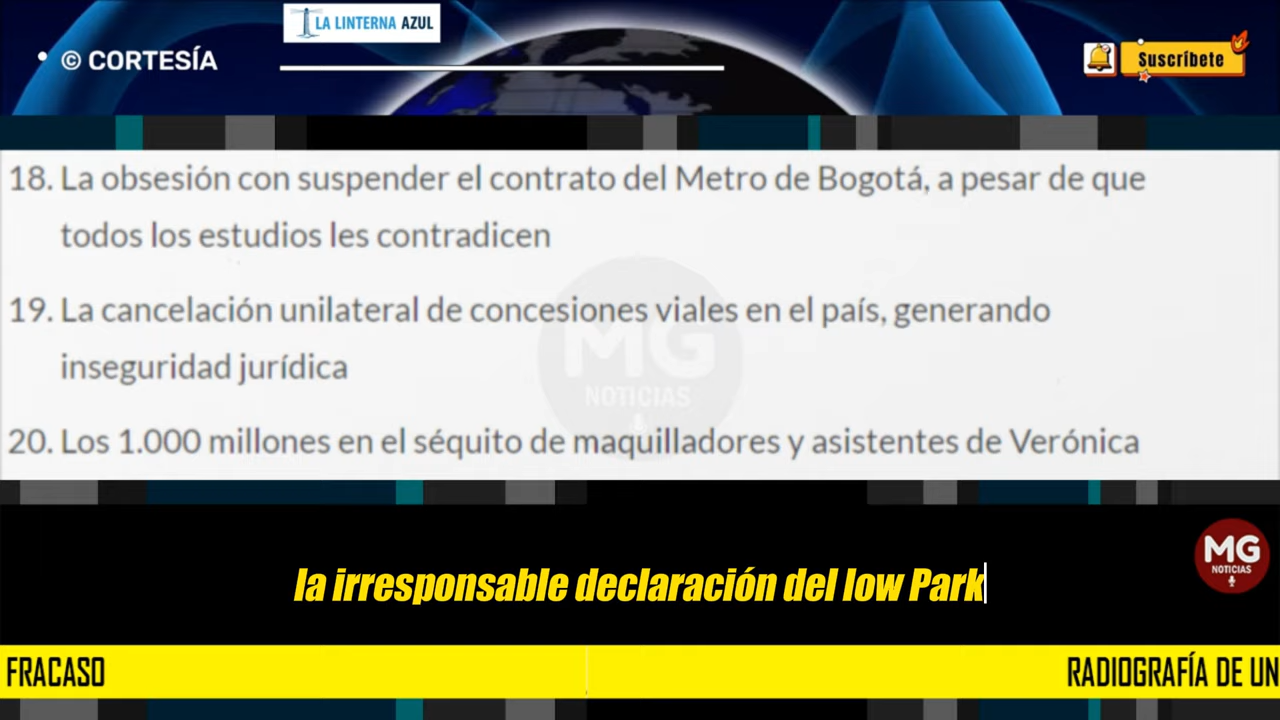 LA LINTERNA AZUL
© CORTESÍA
Suscríbete
18. La obsesión con suspender el contrato del Metro de Bogotá, a pesar de que
todos los estudios les contradicen
19. La cancelación unilateral de concesiones viales en el país, generando
inseguridad jurídica
MG
NOTICIAS
20. Los 1.000 millones en el séquito de maquilladores y asistentes de Verónica
MG
NOTICIAS
la irresponsable declaración del low Park
FRACASO
RADIOGRAFÍA DE UN